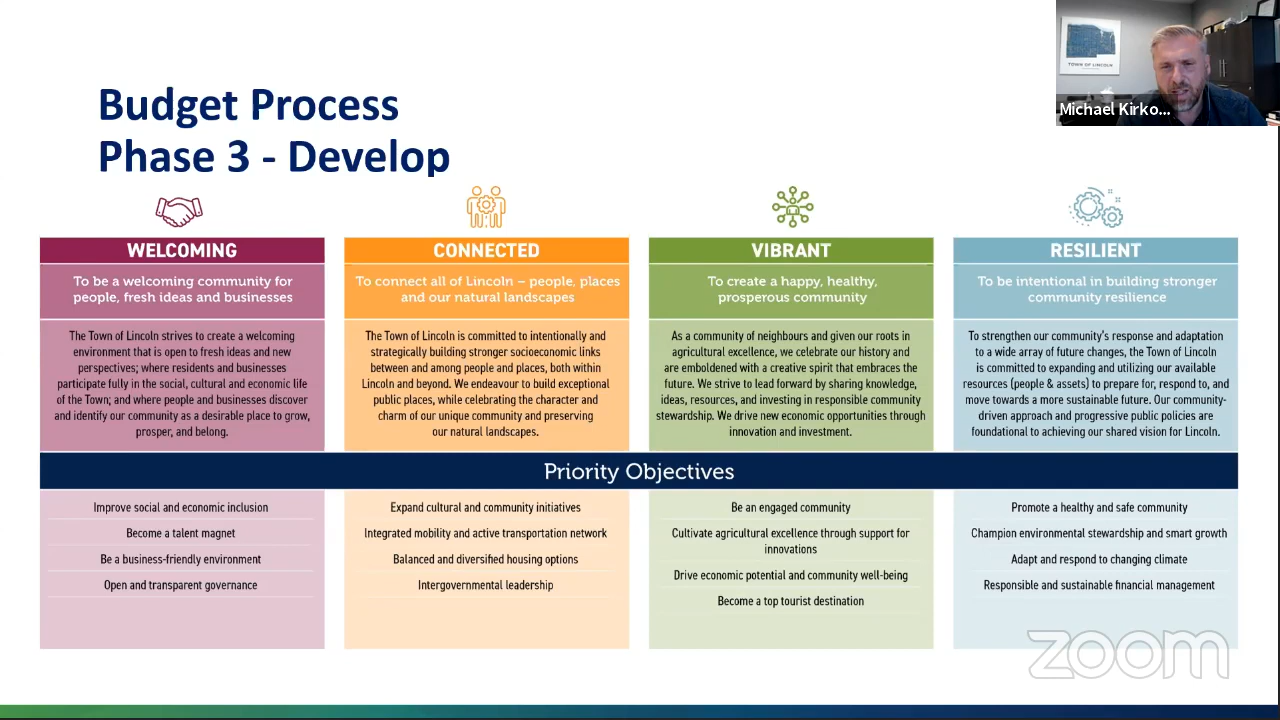 TOWN OF LINCOLN
Michael Kirko...
Budget Process
Phase 3 - Develop
WELCOMING
To be a welcoming community for
people, fresh ideas and businesses
The Town of Lincoln strives to create a welcoming
environment that is open to fresh ideas and new
perspectives; where residents and businesses
participate fully in the social, cultural and economic life
of the Town; and where people and businesses discover
and identify our community as a desirable place to grow,
prosper, and belong.
CONNECTED
To connect all of Lincoln – people, places
and our natural landscapes
The Town of Lincoln is committed to intentionally and
strategically building stronger socioeconomic links
between and among people and places, both within
Lincoln and beyond. We endeavour to build exceptional
public places, while celebrating the character and
charm of our unique community and preserving
our natural landscapes.
VIBRANT
To create a happy, healthy,
prosperous community
As a community of neighbours and given our roots in
agricultural excellence, we celebrate our history and
are emboldened with a creative spirit that embraces the
future. We strive to lead forward by sharing knowledge,
ideas, resources, and investing in responsible community
stewardship. We drive new economic opportunities through
innovation and investment.
RESILIENT
To be intentional in building stronger
community resilience
To strengthen our community's response and adaptation
to a wide array of future changes, the Town of Lincoln
is committed to expanding and utilizing our available
resources (people & assets) to prepare for, respond to, and
move towards a more sustainable future. Our community-
driven approach and progressive public policies are
foundational to achieving our shared vision for Lincoln.
Priority Objectives
Improve social and economic inclusion
Become a talent magnet
Be a business-friendly environment
Open and transparent governance
Expand cultural and community initiatives
Integrated mobility and active transportation network
Balanced and diversified housing options
Intergovernmental leadership
Be an engaged community
Cultivate agricultural excellence through support for
innovations
Drive economic potential and community well-being
Become a top tourist destination
Promote a healthy and safe community
Champion environmental stewardship and smart growth
Adapt and respond to changing climate
Responsible and sustainable financial management
zoom